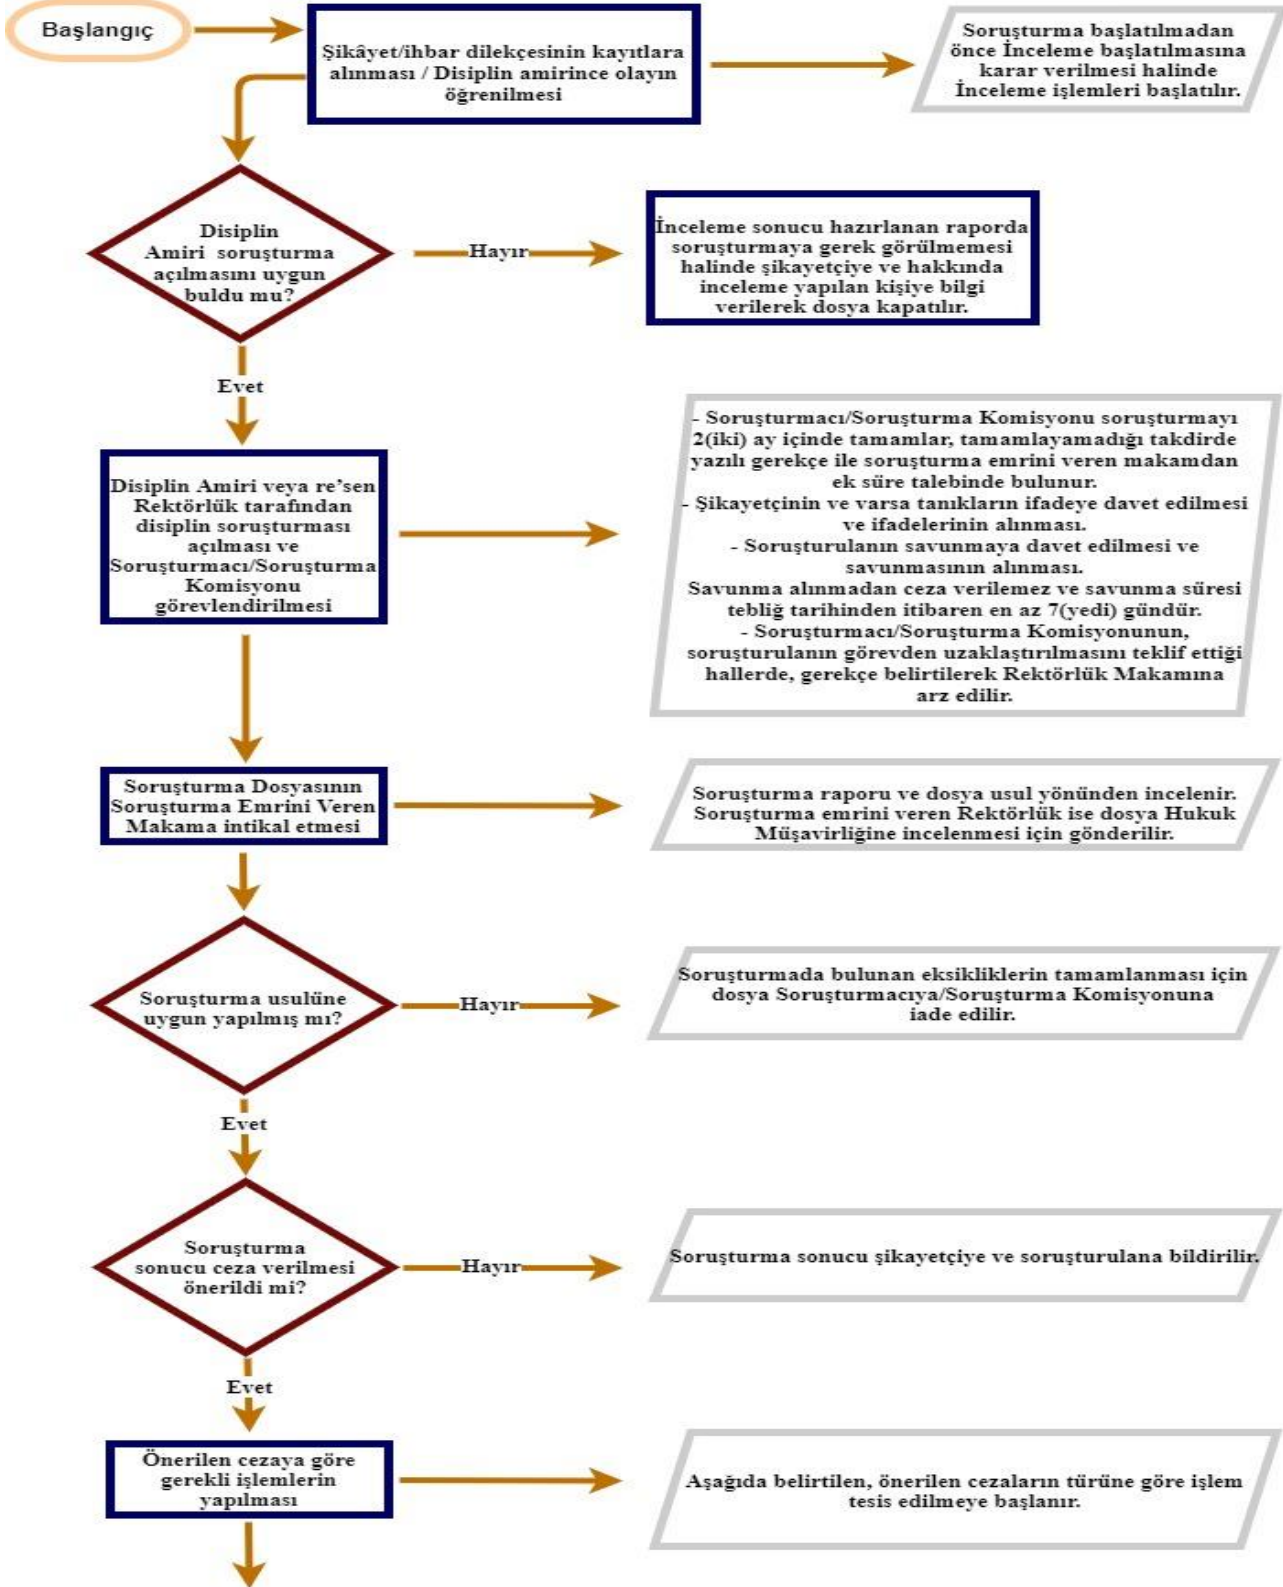 Başlangıç
Şikâyet/ihbar dilekçesinin kayıtlara
alınması / Disiplin amirince olayın
öğrenilmesi
Soruşturma başlatılmadan
önce İnceleme başlatılmasına
karar verilmesi halinde
İnceleme işlemleri başlatılır.
Disiplin
Amiri soruşturma
açılmasını uygun
buldu mu?
Hayır
İnceleme sonucu hazırlanan raporda
soruşturmaya gerek görülmemesi
halinde şikayetçiye ve hakkında
inceleme yapılan kişiye bilgi
verilerek dosya kapatılır.
Evet
Disiplin Amiri veya re’sen
Rektörlük tarafından
disiplin soruşturması
açılması ve
Soruşturmacı/Soruşturma
Komisyonu
görevlendirilmesi
- Soruşturmacı/Soruşturma Komisyonu soruşturmayı
2(iki) ay içinde tamamlar, tamamlayamadığı takdirde
yazılı gerekçe ile soruşturma emrini veren makamdan
ek süre talebinde bulunur.
- Şikayetçinin ve varsa tanıkların ifadeye davet edilmesi
ve ifadelerinin alınması.
- Soruşturulanın savunmaya davet edilmesi ve
savunmasının alınması.
Savunma alınmadan ceza verilemez ve savunma süresi
tebliğ tarihinden itibaren en az 7(yedi) gündür.
- Soruşturmacı/Soruşturma Komisyonunun,
soruşturulanın görevden uzaklaştırılmasını teklif ettiği
hallerde, gerekçe belirtilerek Rektörlük Makamına
arz edilir.
Soruşturma Dosyasının
Soruşturma Emrini Veren
Makama intikal etmesi
Soruşturma raporu ve dosya usul yönünden incelenir.
Soruşturma emrini veren Rektörlük ise dosya Hukuk
Müşavirliğine incelenmesi için gönderilir.
Soruşturma usulüne
uygun yapılmış mı?
Hayır
Soruşturmada bulunan eksikliklerin tamamlanması için
dosya Soruşturmacıya/Soruşturma Komisyonuna
iade edilir.
Evet
Soruşturma
sonucu ceza verilmesi
önerildi mi?
Hayır
Soruşturma sonucu şikayetçiye ve soruşturulana bildirilir.
Evet
Önerilen cezaya göre
gerekli işlemlerin
yapılması
Aşağıda belirtilen, önerilen cezaların türüne göre işlem
tesis edilmeye başlanır.